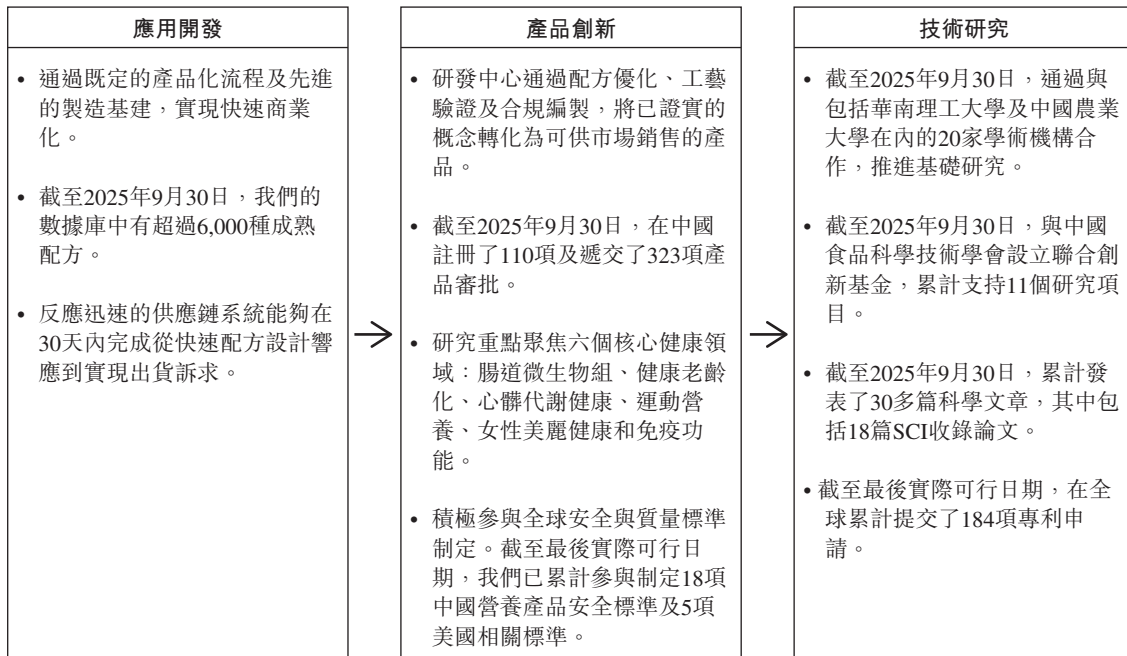 應用開發
• 通過既定的產品化流程及先進
的製造基建，實現快速商業
化。
• 截至2025年9月30日，我們的
數據庫中有超過6,000種成熟
配方。
• 反應迅速的供應鏈系統能夠在
30天內完成從快速配方設計響
應到實現出貨訴求。
產品創新
• 研發中心通過配方優化、工藝
驗證及合規編製，將已證實的
概念轉化為可供市場銷售的產
品。
• 截至2025年9月30日，在中國
註冊了110項及遞交了323項產
品審批。
• 研究重點聚焦六個核心健康領
域：腸道微生物組、健康老齡
化、心髒代謝健康、運動營
養、女性美麗健康和免疫功
能。
• 積極參與全球安全與質量標準
制定。截至最後實際可行日
期，我們已累計參與制定18項
中國營養產品安全標準及5項
美國相關標準。
技術研究
• 截至2025年9月30日，通過與
包括華南理工大學及中國農業
大學在內的20家學術機構合
作，推進基礎研究。
• 截至2025年9月30日，與中國
食品科學技術學會設立聯合創
新基金，累計支持11個研究項
目。
• 截至2025年9月30日，累計發
表了30多篇科學文章，其中包
括18篇SCI收錄論文。
• 截至最後實際可行日期，在全
球累計提交了184項專利申
請。